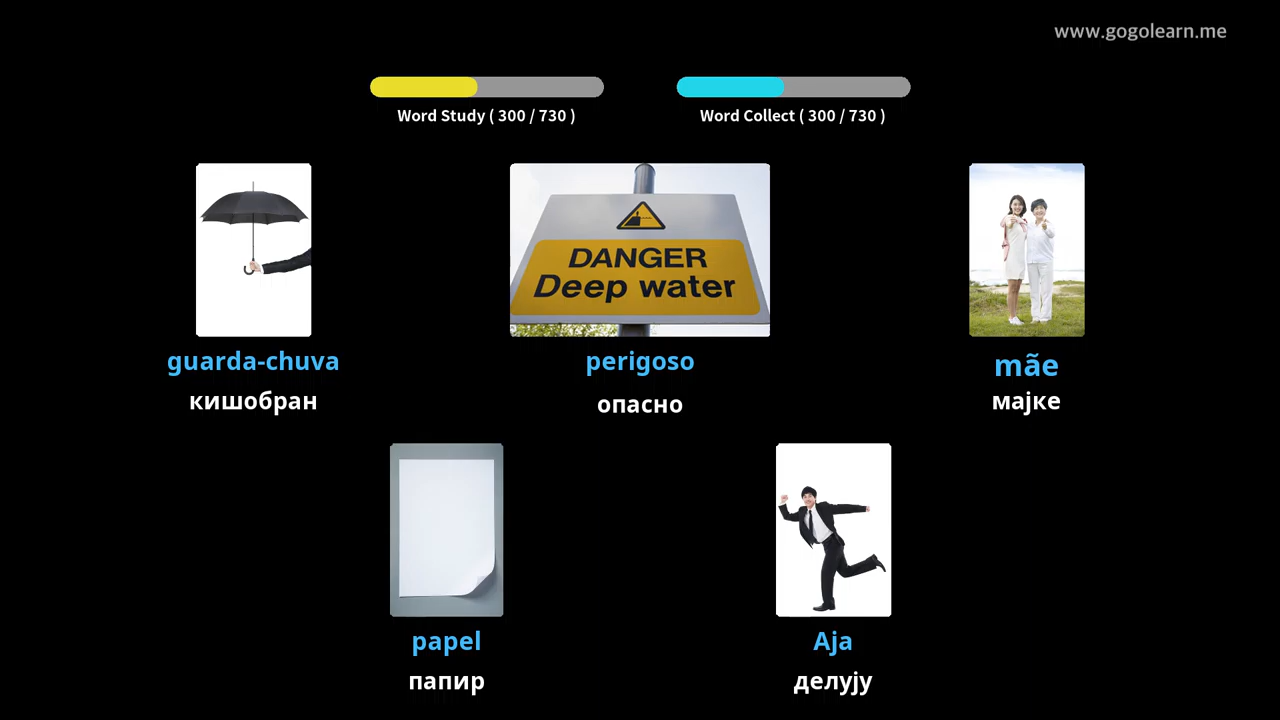 www.gogolearn.me
Word Study ( 300 / 730 )
Word Collect ( 300 / 730 )
DANGER
Deep water
guarda-chuva
кишобран
perigoso
опасно
mãe
мајке
papel
папир
Aja
делују